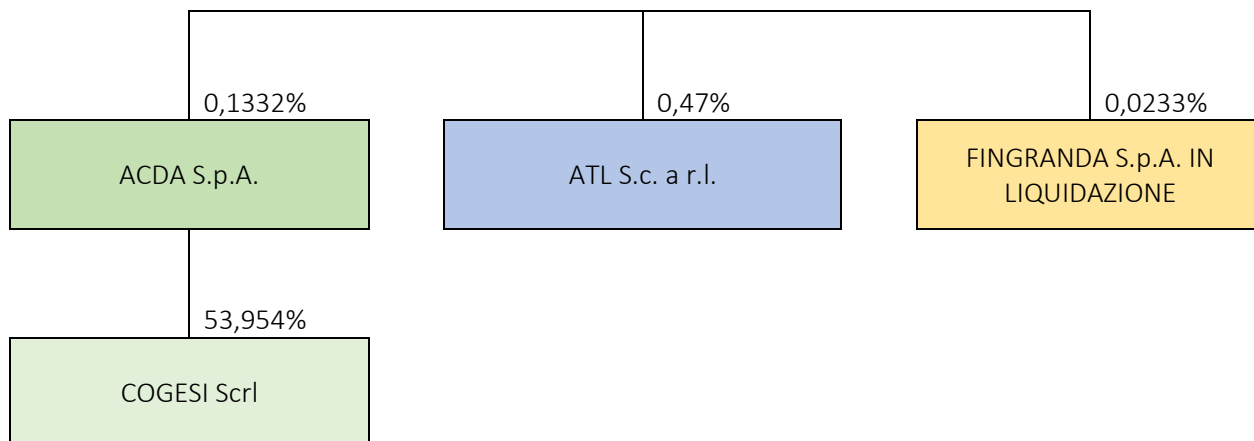 0,1332%
0,47%
0,0233%
ACDA S.p.A.
ATL S.c. a r.l.
FINGRANDA S.p.A. IN
LIQUIDAZIONE
53,954%
COGESI Scrl